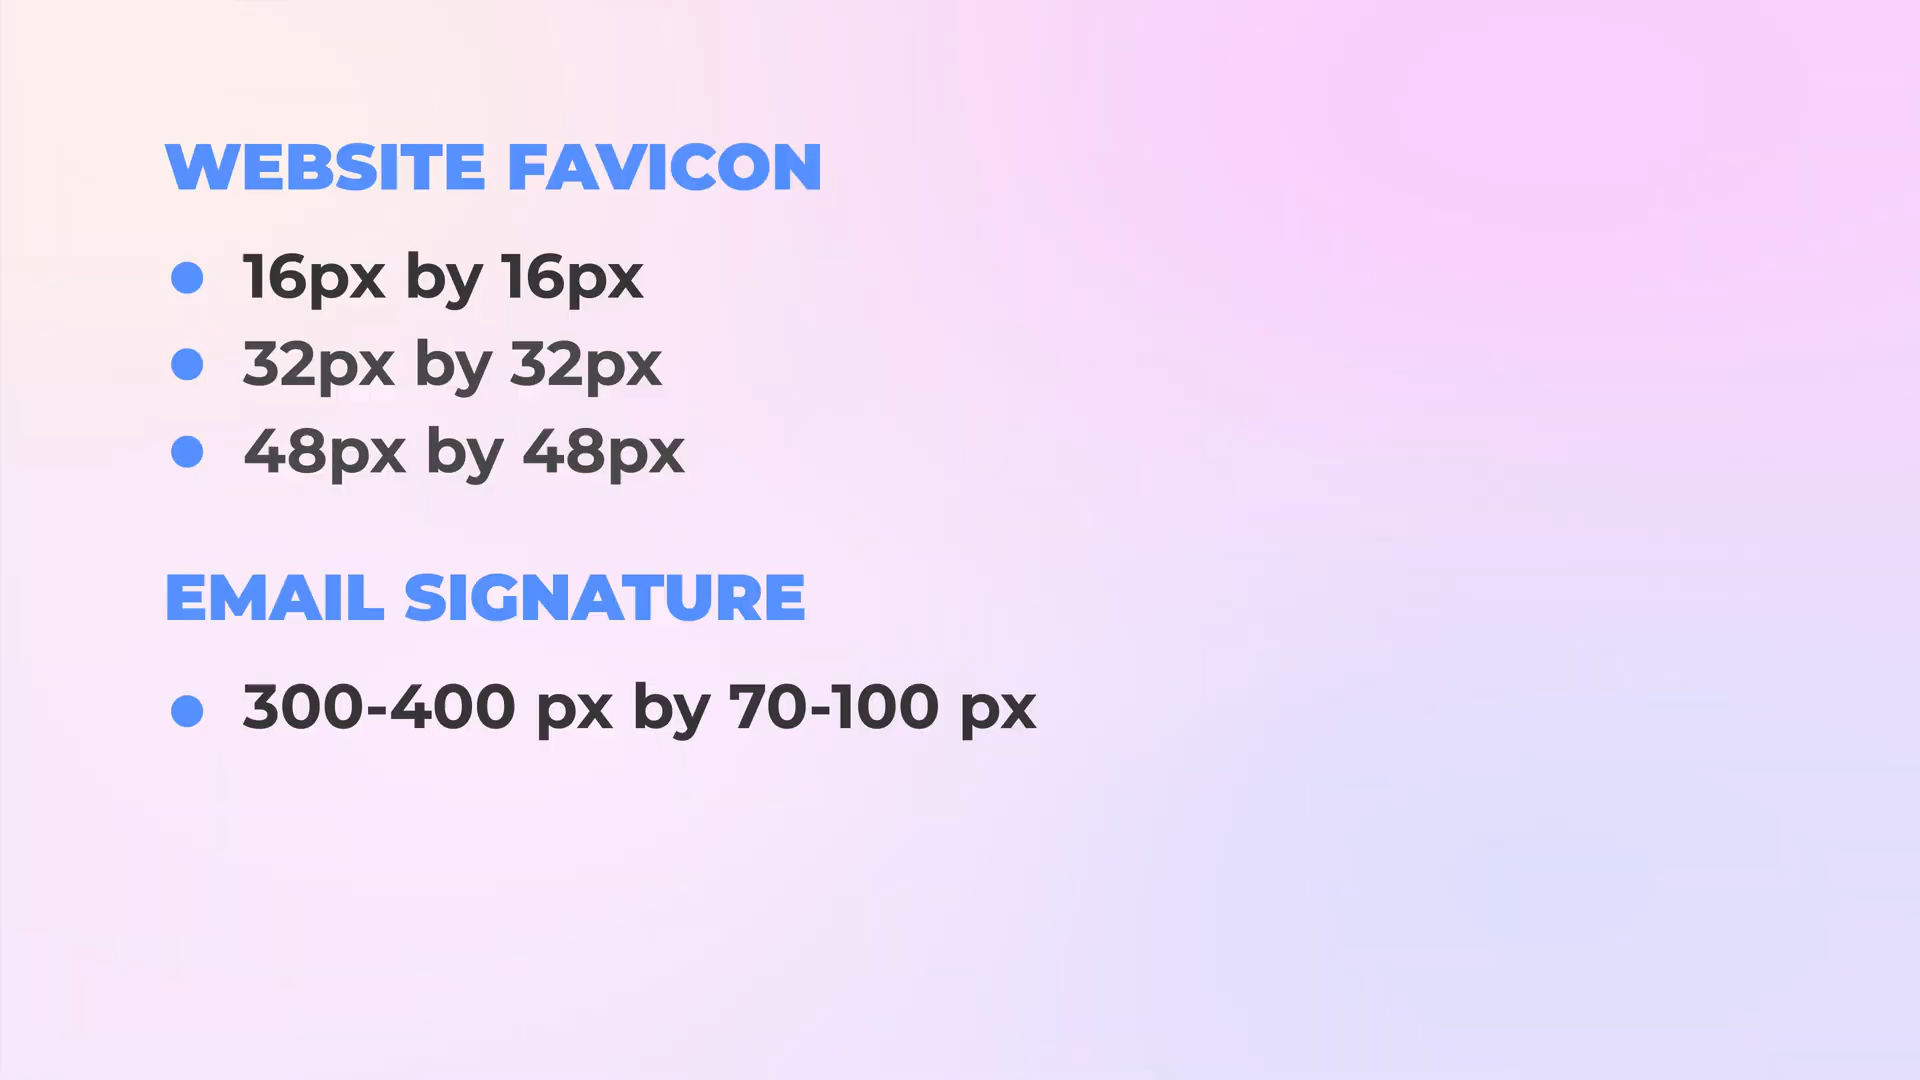 WEBSITE FAVICON
16px by 16px
32px by 32px
48px by 48px
EMAIL SIGNATURE
300-400 px by 70-100 px